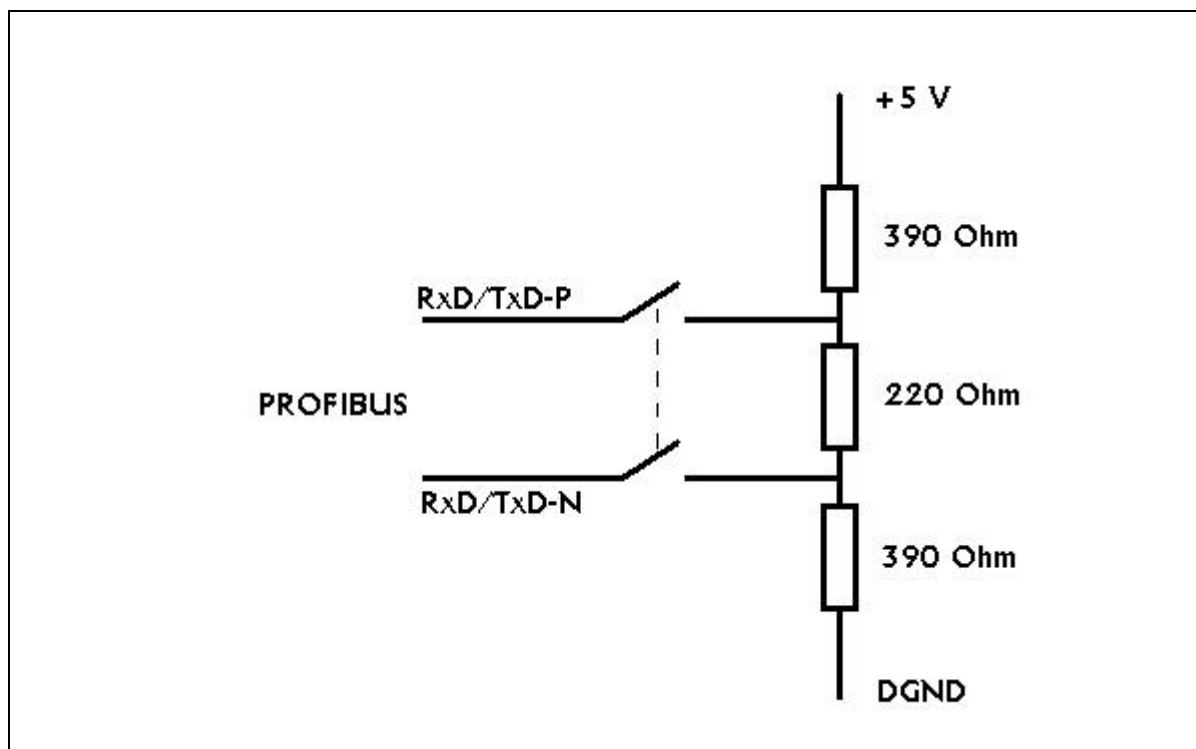 +5 V
390 Ohm
RxD/TxD-P
220 Ohm
PROFIBUS
RxD/TxD-N
390 Ohm
DGND